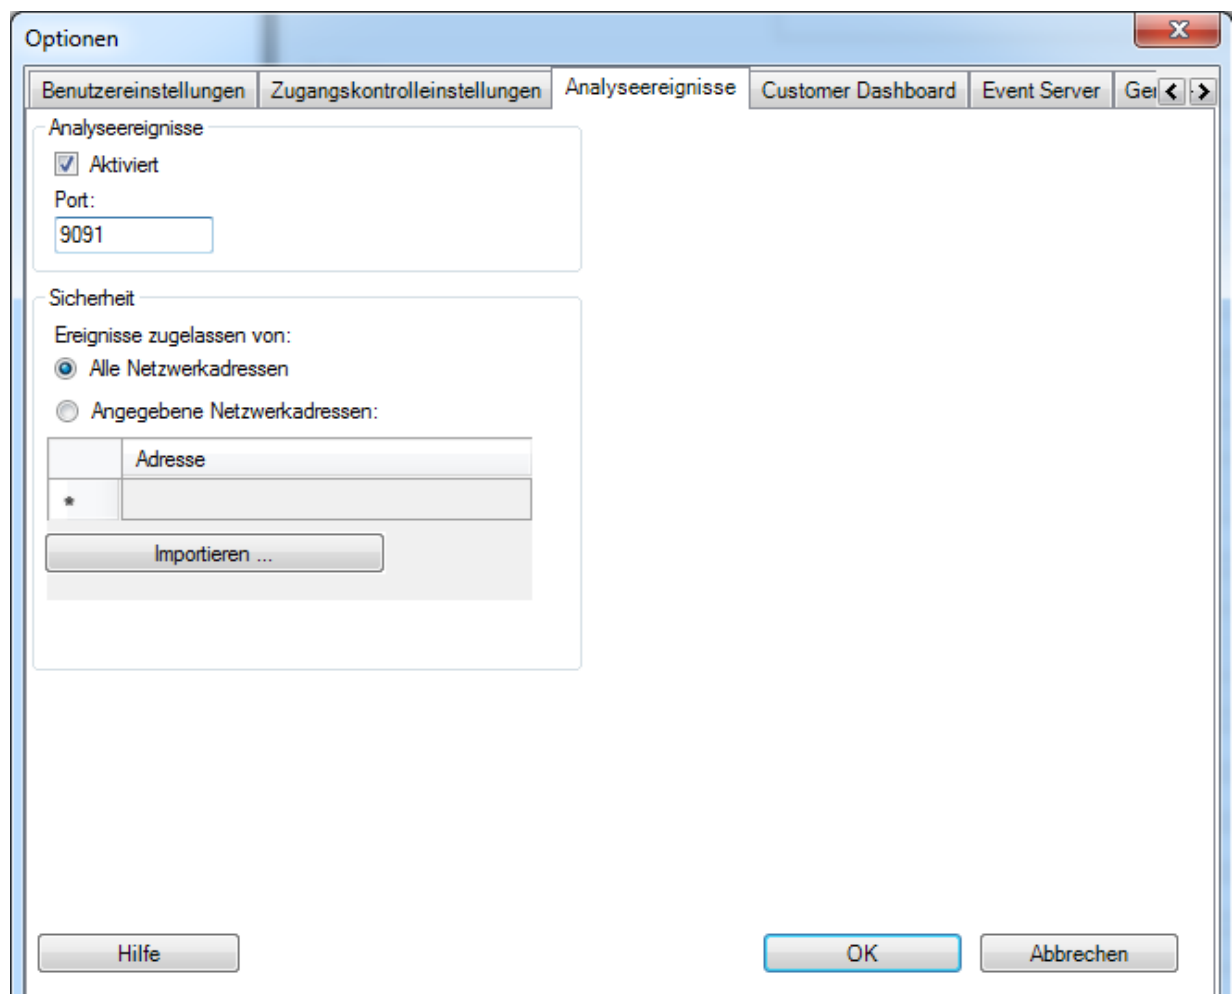 Optionen
Benutzereinstellungen Zugangskontrolleinstellungen Analyseereignisse Customer Dashboard Event Server
Analyseereignisse
Aktiviert
Port:
9091
Sicherheit
Ereignisse zugelassen von:
Alle Netzwerkadressen
Angegebene Netzwerkadressen:
Adresse
*
Importieren ...
Hilfe OK Abbrechen